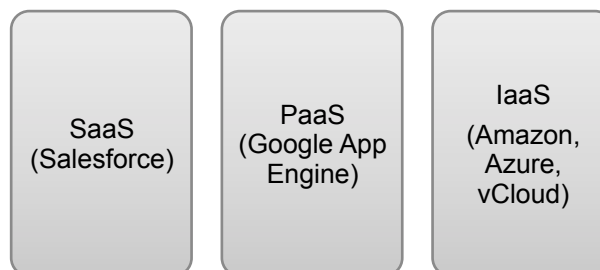 SaaS
(Salesforce)
PaaS
(Google App
Engine)
IaaS
(Amazon,
Azure,
vCloud)